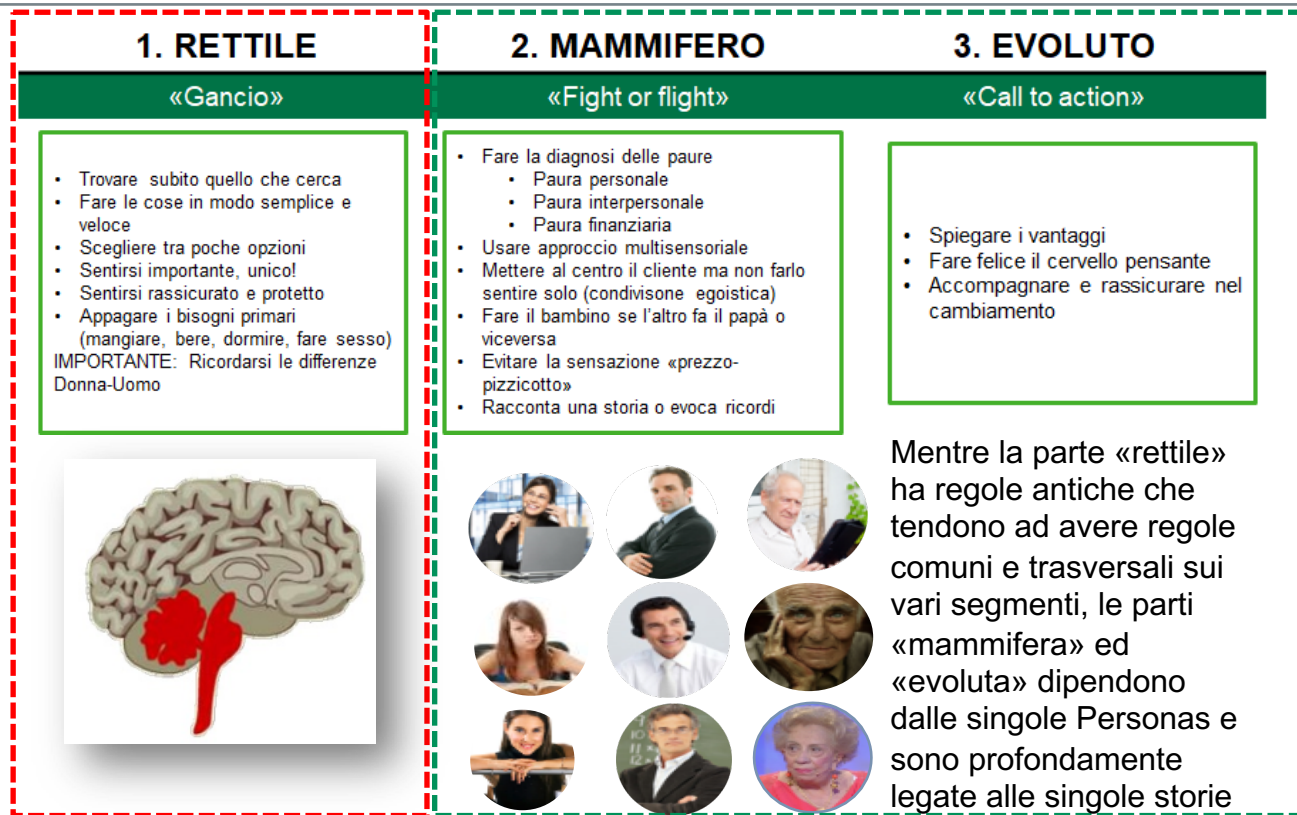 1. RETTILE
«Gancio»
• Trovare subito quello che cerca
• Fare le cose in modo semplice e
veloce
• Scegliere tra poche opzioni
• Sentirsi importante, unico!
• Sentirsi rassicurato e protetto
• Appagare i bisogni primari
(mangiare, bere, dormire, fare sesso)
IMPORTANTE: Ricordarsi le differenze
Donna-Uomo
2. MAMMIFERO
«Fight or flight»
• Fare la diagnosi delle paure
• Paura personale
• Paura interpersonale
• Paura finanziaria
• Usare approccio multisensoriale
• Mettere al centro il cliente ma non farlo
sentire solo (condivisone egoistica)
• Fare il bambino se l'altro fa il papà o
viceversa
• Evitare la sensazione «prezzo-
pizzicotto»
• Racconta una storia o evoca ricordi
3. EVOLUTO
«Call to action»
• Spiegare i vantaggi
• Fare felice il cervello pensante
• Accompagnare e rassicurare nel
cambiamento
Mentre la parte «rettile»
ha regole antiche che
tendono ad avere regole
comuni e trasversali sui
vari segmenti, le parti
«mammifera» ed
«evoluta» dipendono
dalle singole Personas e
sono profondamente
legate alle singole storie